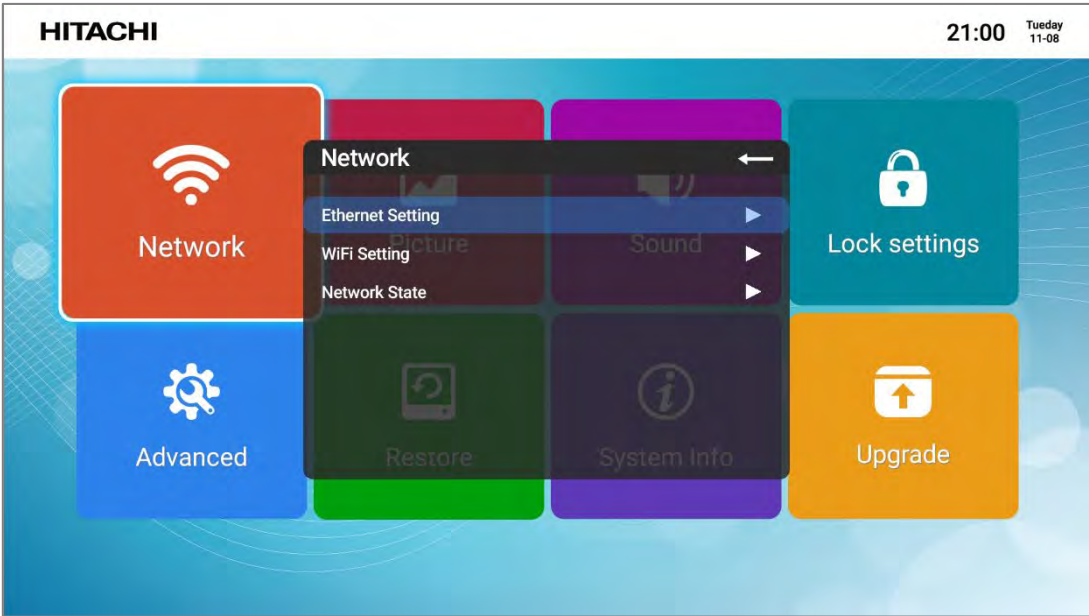 HITACHI
21:00
Tueday
11-08
Network
Picture
Sound
Lock settings
Network
Ethernet Setting
WiFi Setting
Network State
Advanced
Restore
System Info
Upgrade